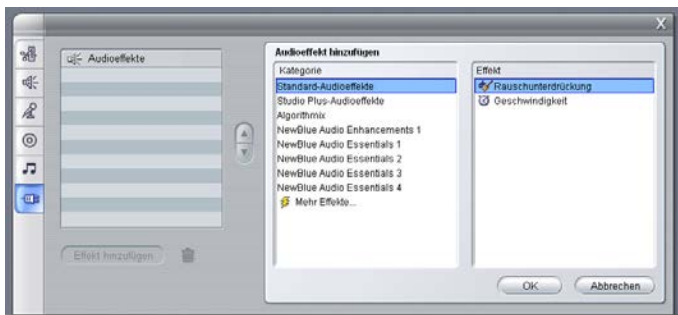 X
Audioeffekte
Effekt hinzufügen
Audioeffekt hinzufügen
Kategorie
Standard-Audioeffekte
Studio Plus-Audioeffekte
Algorithmix
NewBlue Audio Enhancements 1
NewBlue Audio Essentials 1
NewBlue Audio Essentials 2
NewBlue Audio Essentials 3
NewBlue Audio Essentials 4
Mehr Effekte...
Effekt
Rauschunterdrückung
Geschwindigkeit
OK
Abbrechen